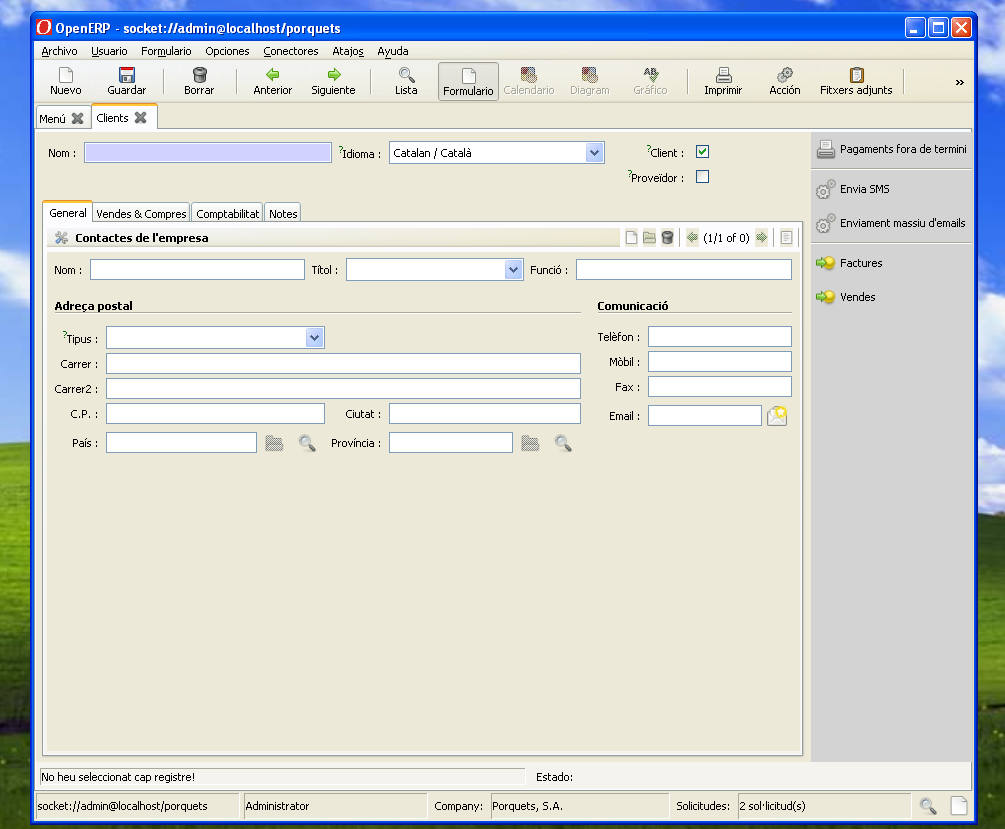 OpenERP - socket://admin@localhost/porquets
Archivo Usuario Formulario Opciones Conectores Atajos Ayuda
Nuevo Guardar Borrar Anterior Siguiente Lista Formulario Calendario Diagram Gráfico Imprimir Acción Fitxers adjunts »
Menú Clients
Nom : ?Idioma : Catalan / Català ?Client :
?Proveïdor :
General Vendes & Compres Comptabilitat Notes
Contactes de l'empresa (1/1 of 0)
Nom : Títol : Funció :
Adreça postal Comunicació
?Tipus : Telèfon :
Carrer : Mòbil :
Carrer2 : Fax :
C.P. : Ciutat : Email :
País : Província :
Pagaments fora de termini
Envia SMS
Enviament massiu d'emails
Factures
Vendes
No heu seleccionat cap registre! Estado:
socket://admin@localhost/porquets Administrator Company: Porquets, S.A. Solicitudes: 2 sol·licitud(s)